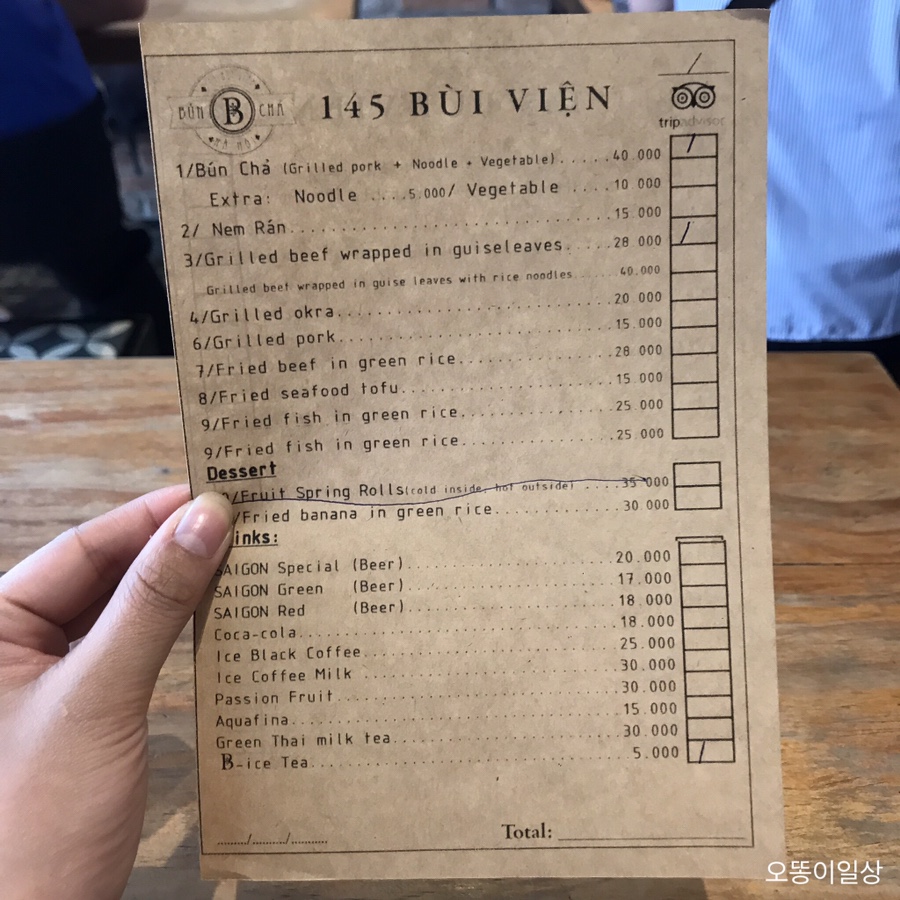 BÚN B CHẢ
HÀ NỘI
145 BÙI VIỆN
tripadvisor
1/Bún Chả (Grilled pork + Noodle + Vegetable).....40.000
Extra: Noodle ....5.000/ Vegetable ....10 000
2/ Nem Rán........................................15.000
3/Grilled beef wrapped in guiseleaves.....28 000
Grilled beef wrapped in guise leaves with rice noodles......40.000
4/Grilled okra..................................20 000
6/Grilled pork..................................15.000
7/Fried beef in green rice..................28 000
8/Fried seafood tofu.........................15 000
9/Fried fish in green rice..................25 000
9/Fried fish in green rice..................25 000
Dessert
/Fruit Spring Rolls(cold inside, hot outside) ....35 000
/Fried banana in green rice...............30 000
inks:
SAIGON Special (Beer)........................20.000
SAIGON Green (Beer)........................17.000
SAIGON Red (Beer)........................18 000
Coca-cola....................................18.000
Ice Black Coffee..............................25.000
Ice Coffee Milk ..............................30.000
Passion Fruit.................................30.000
Aquafina......................................15.000
Green Thai milk tea..........................30 000
B-ice Tea.....................................5.000
......../........./..........
Total: ____________________
오똥이일상